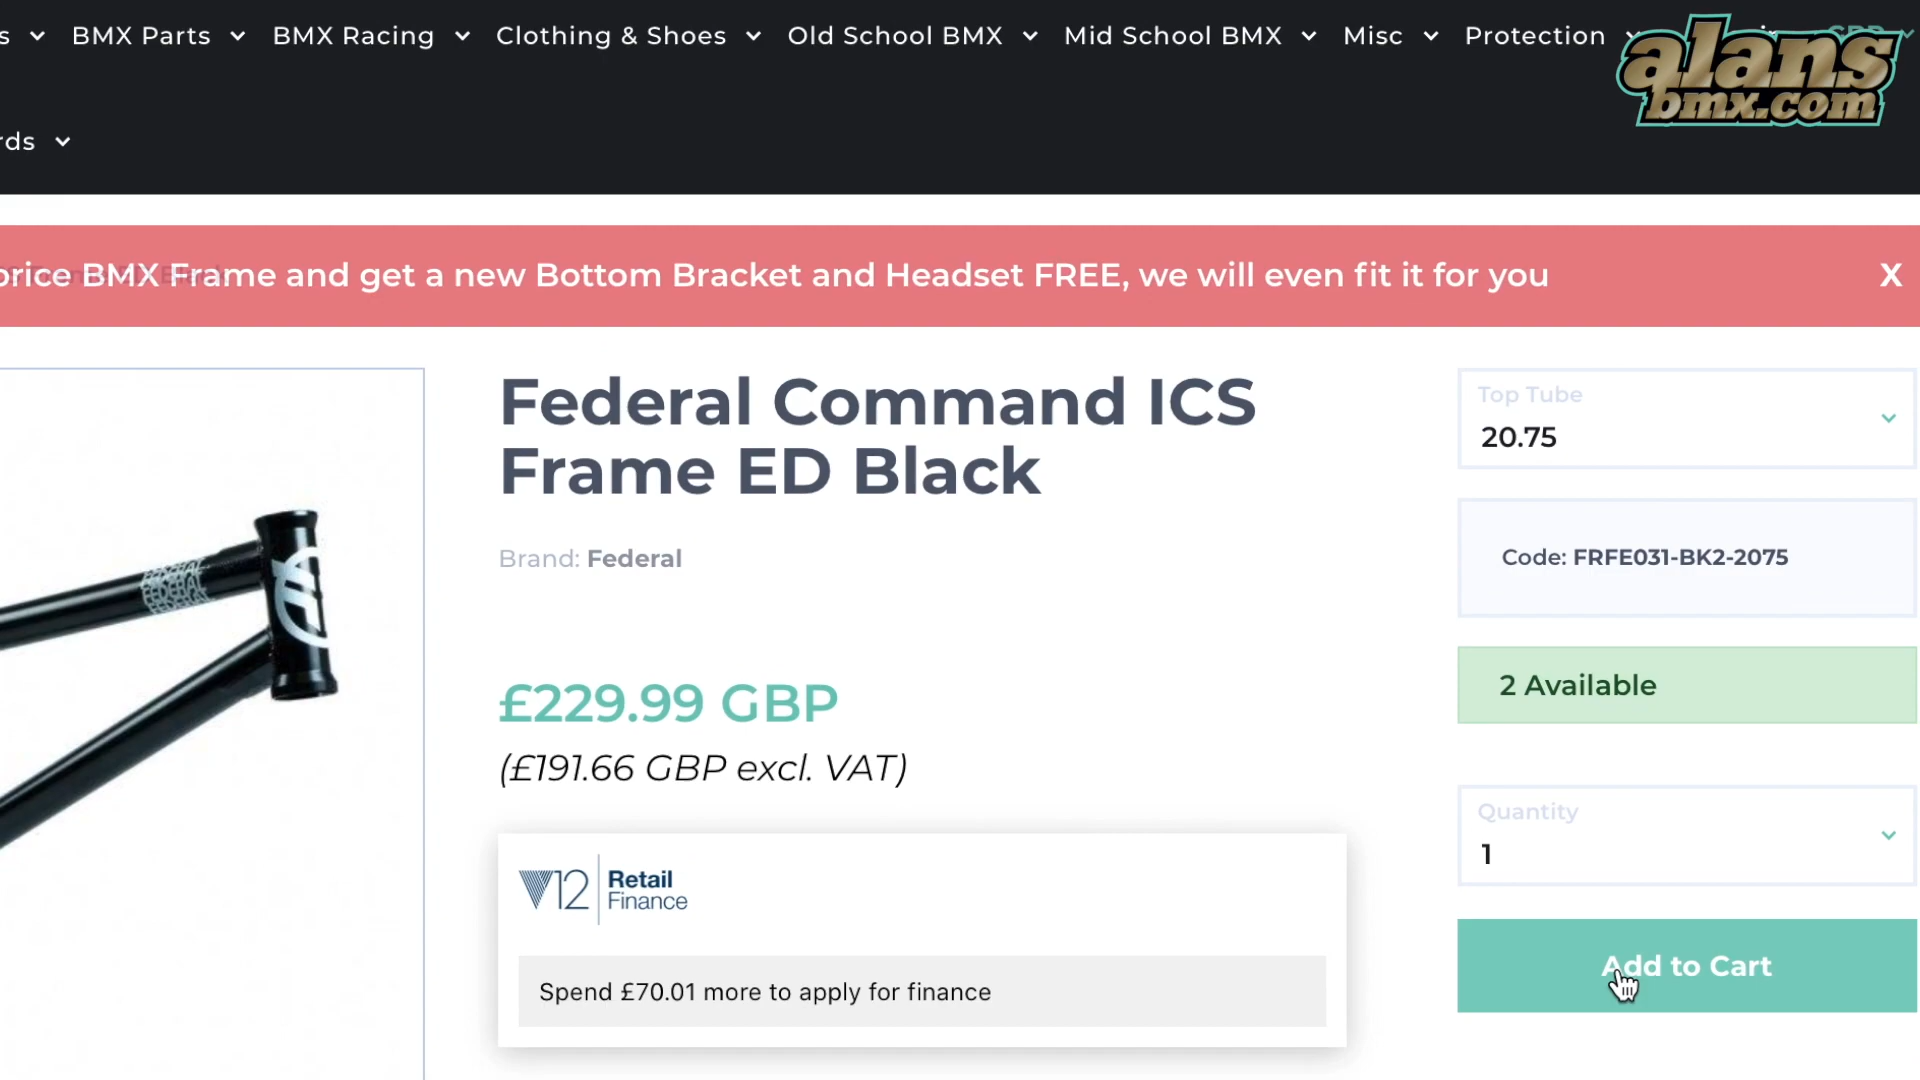 s BMX Parts BMX Racing Clothing & Shoes Old School BMX Mid School BMX Misc Protection
alans
bmx.com
rds
price BMX Frame and get a new Bottom Bracket and Headset FREE, we will even fit it for you X
Federal Command ICS
Frame ED Black
Brand: Federal
£229.99 GBP
(£191.66 GBP excl. VAT)
V12 Retail
Finance
Spend £70.01 more to apply for finance
Top Tube
20.75
Code: FRFE031-BK2-2075
2 Available
Quantity
1
Add to Cart
FEDERAL